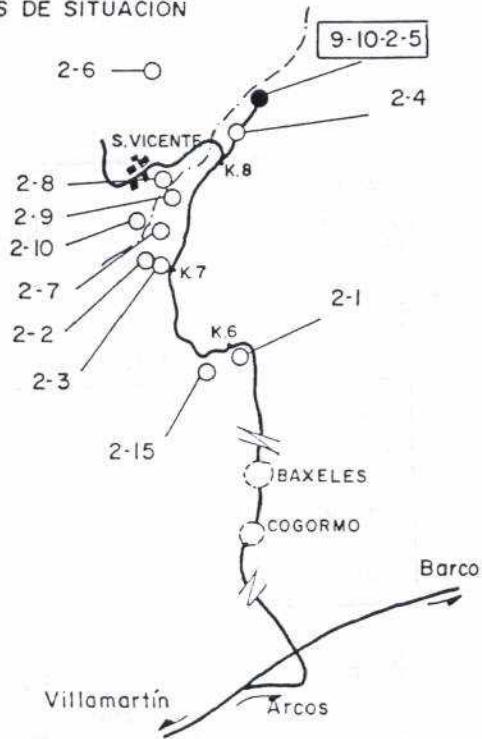 S DE SITUACIÓN
9-10-2-5
2-6
2-4
S. VICENTE
K.8
2-8
2-9
2-10
2-7
K.7
2-2
2-1
K.6
2-3
2-15
BAXELES
COGORMO
Barco
Villamartín
Arcos